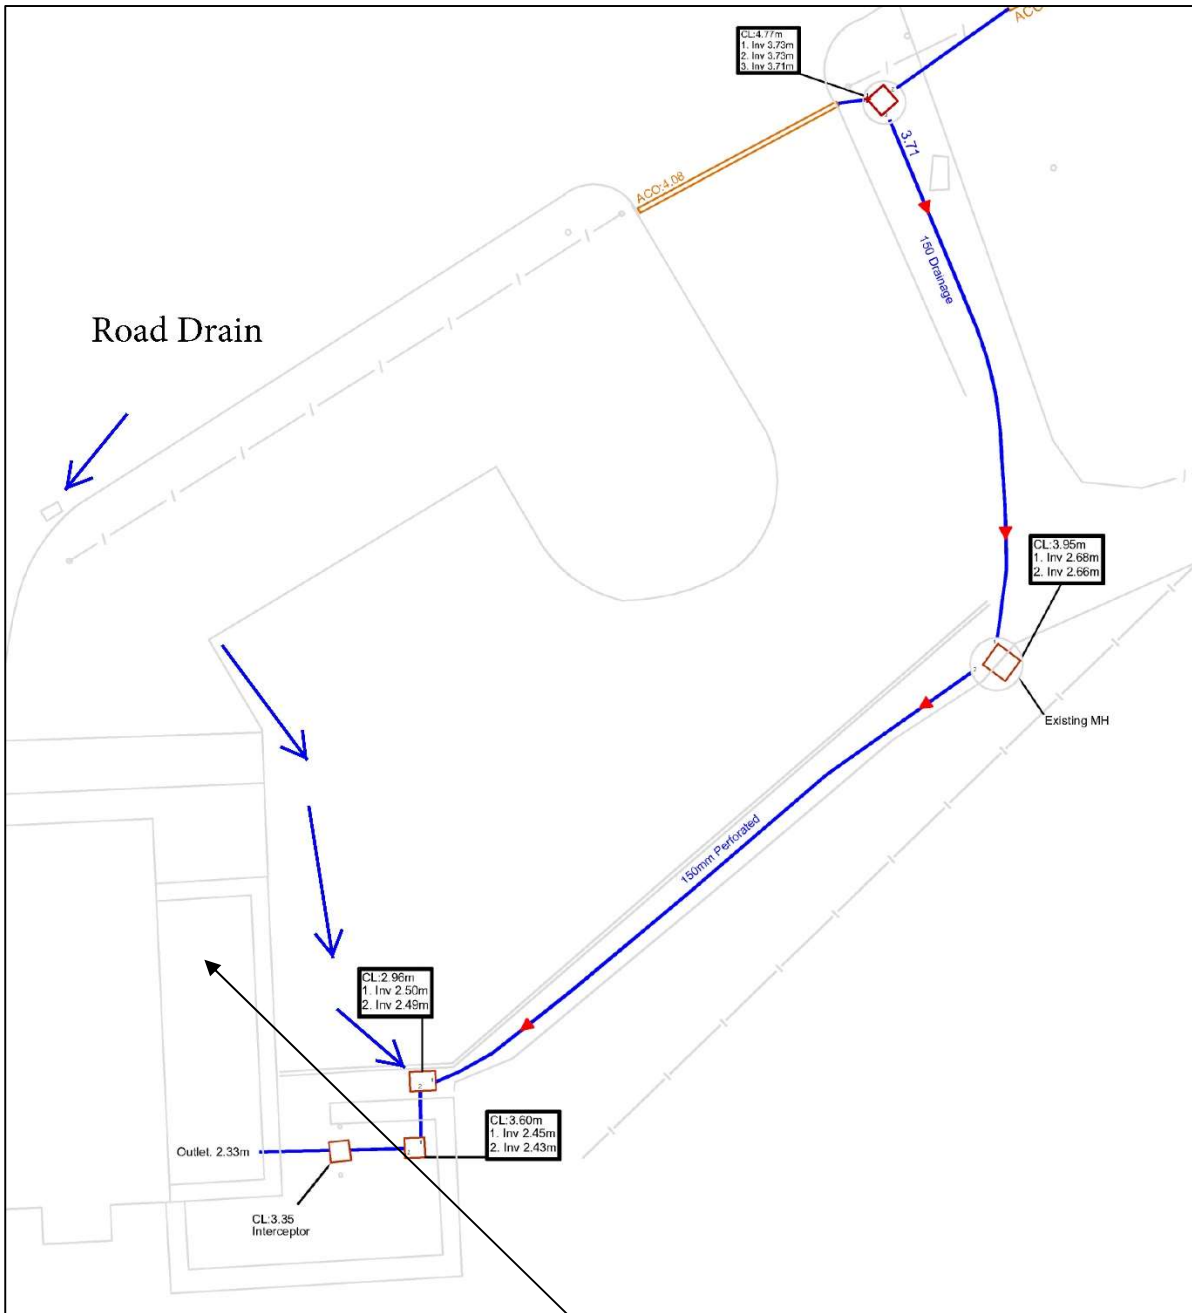 ACO
CL:4.77m
1. Inv 3.73m
2. Inv 3.73m
3. Inv 3.71m
3.71
ACO:4.08
150 Drainage
Road Drain
CL:3.95m
1. Inv 2.68m
2. Inv 2.66m
Existing MH
150mm Perforated
CL:2.96m
1. Inv 2.50m
2. Inv 2.49m
CL:3.60m
1. Inv 2.45m
2. Inv 2.43m
Outlet. 2.33m
CL:3.35
Interceptor